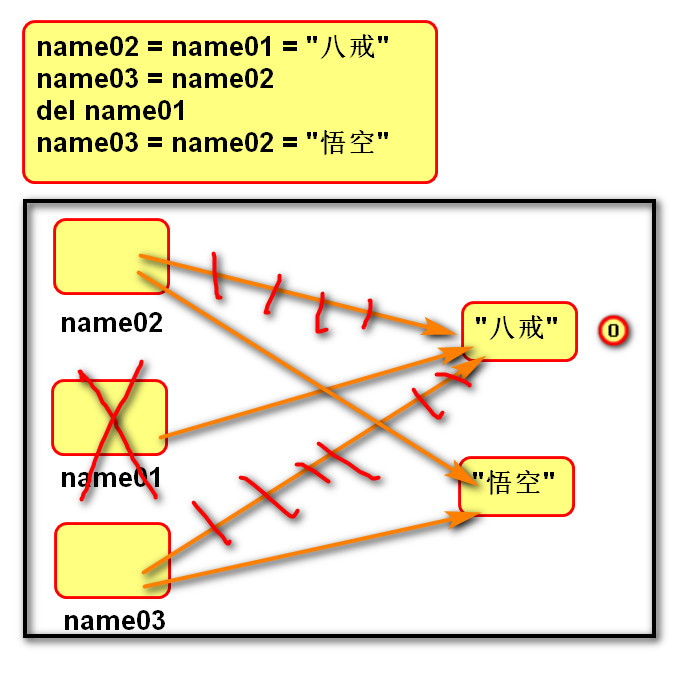 name02 = name01 = "八戒"
name03 = name02
del name01
name03 = name02 = "悟空"
name02
"八戒"
0
name01
"悟空"
name03